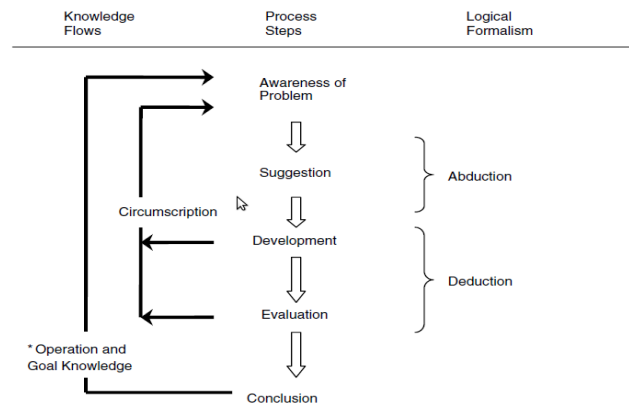 Knowledge
Flows
Process
Steps
Logical
Formalism
Awareness of
Problem
Suggestion
Abduction
Circumscription
Development
Deduction
Evaluation
* Operation and
Goal Knowledge
Conclusion